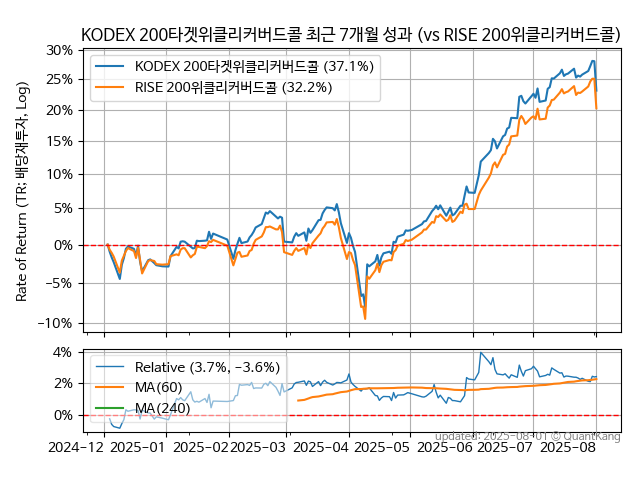 KODEX 200타겟위클리커버드콜 최근 7개월 성과 (vs RISE 200위클리커버드콜)
Rate of Return (TR: 배당재투자, Log)
30%
25%
20%
15%
10%
5%
0%
−5%
−10%
KODEX 200타겟위클리커버드콜 (37.1%)
RISE 200위클리커버드콜 (32.2%)
4%
2%
0%
Relative (3.7%, −3.6%)
MA(60)
MA(240)
2024−12 2025−01 2025−02 2025−03 2025−04 2025−05 2025−06 2025−07 2025−08
updated: 2025−08−01 © QuantKang